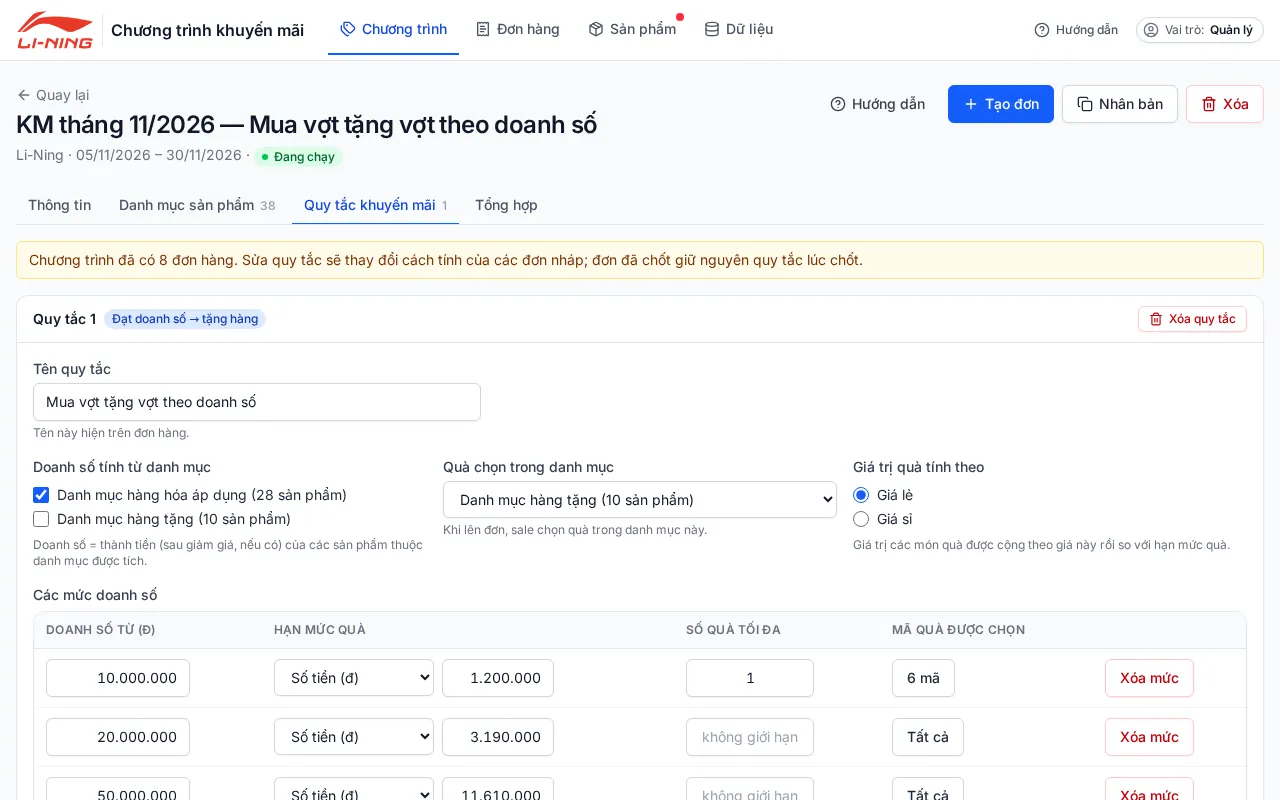 LI-NING
Chương trình khuyến mãi
Chương trình
Đơn hàng
Sản phẩm
Dữ liệu
Hướng dẫn
Vai trò: Quản lý
Quay lại
KM tháng 11/2026 — Mua vợt tặng vợt theo doanh số
Li-Ning · 05/11/2026 – 30/11/2026 · Đang chạy
Hướng dẫn
Tạo đơn
Nhân bản
Xóa
Thông tin
Danh mục sản phẩm 38
Quy tắc khuyến mãi 1
Tổng hợp
Chương trình đã có 8 đơn hàng. Sửa quy tắc sẽ thay đổi cách tính của các đơn nháp; đơn đã chốt giữ nguyên quy tắc lúc chốt.
Quy tắc 1 Đạt doanh số → tặng hàng
Xóa quy tắc
Tên quy tắc
Mua vợt tặng vợt theo doanh số
Tên này hiện trên đơn hàng.
Doanh số tính từ danh mục
Danh mục hàng hóa áp dụng (28 sản phẩm)
Danh mục hàng tặng (10 sản phẩm)
Doanh số = thành tiền (sau giảm giá, nếu có) của các sản phẩm thuộc
danh mục được tích.
Quà chọn trong danh mục
Danh mục hàng tặng (10 sản phẩm)
Khi lên đơn, sale chọn quà trong danh mục này.
Giá trị quà tính theo
Giá lẻ
Giá sỉ
Giá trị các món quà được cộng theo giá này rồi so với hạn mức quà.
Các mức doanh số
DOANH SỐ TỪ (Đ) HẠN MỨC QUÀ SỐ QUÀ TỐI ĐA MÃ QUÀ ĐƯỢC CHỌN
10.000.000 Số tiền (đ) 1.200.000 1 6 mã Xóa mức
20.000.000 Số tiền (đ) 3.190.000 không giới hạn Tất cả Xóa mức
50.000.000 Số tiền (đ) 11.610.000 không giới hạn Tất cả Xóa mức